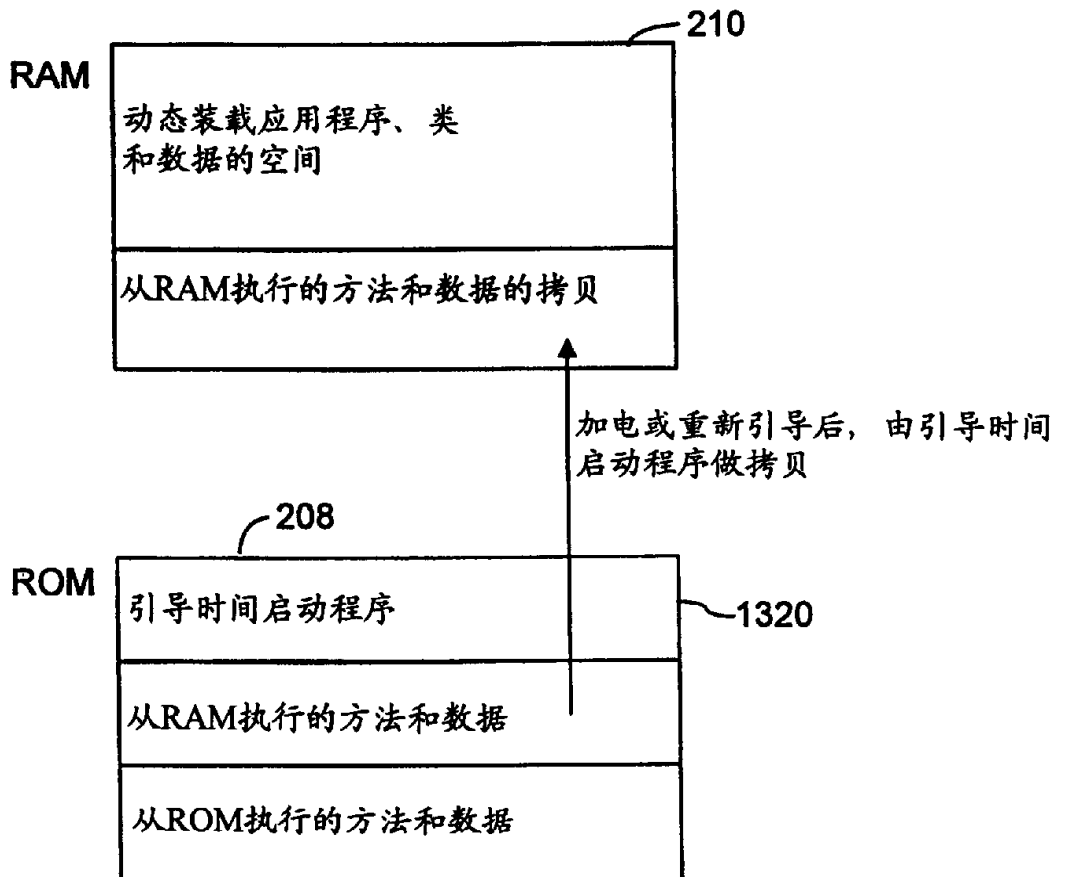 210
RAM
动态装载应用程序、类
和数据的空间
从RAM执行的方法和数据的拷贝
加电或重新引导后，由引导时间
启动程序做拷贝
208
ROM
引导时间启动程序
1320
从RAM执行的方法和数据
从ROM执行的方法和数据